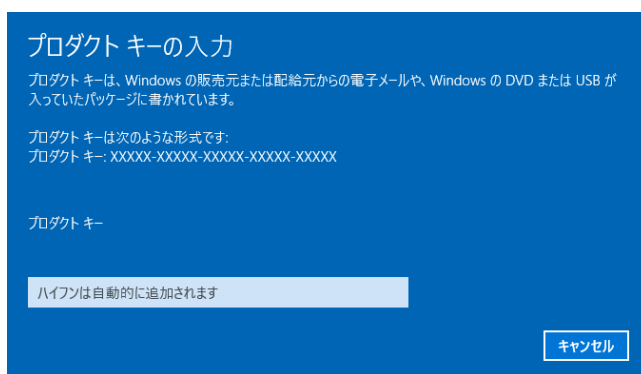 プロダクト キーの入力
プロダクト キーは、Windows の販売元または配給元からの電子メールや、Windows の DVD または USB が
入っていたパッケージに書かれています。
プロダクト キーは次のような形式です:
プロダクト キー: XXXXX-XXXXX-XXXXX-XXXXX-XXXXX
プロダクト キー
ハイフンは自動的に追加されます
キャンセル